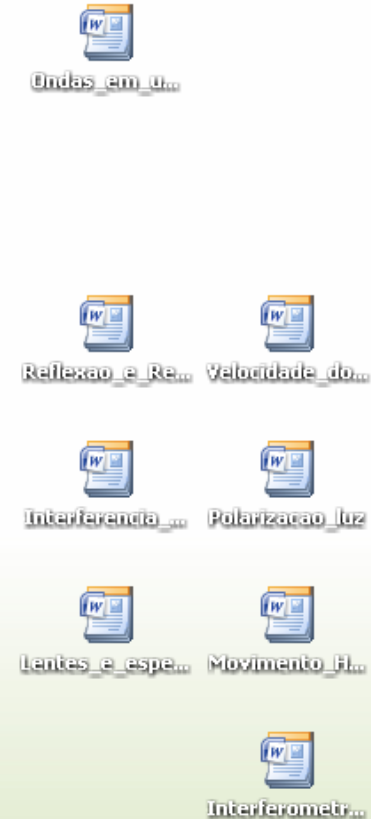 Ondas_em_u...
Reflexao_e_Re... Velocidade_do...
Interferencia_... Polarizacao_luz
Lentes_e_espe... Movimento_H...
Interferometr...